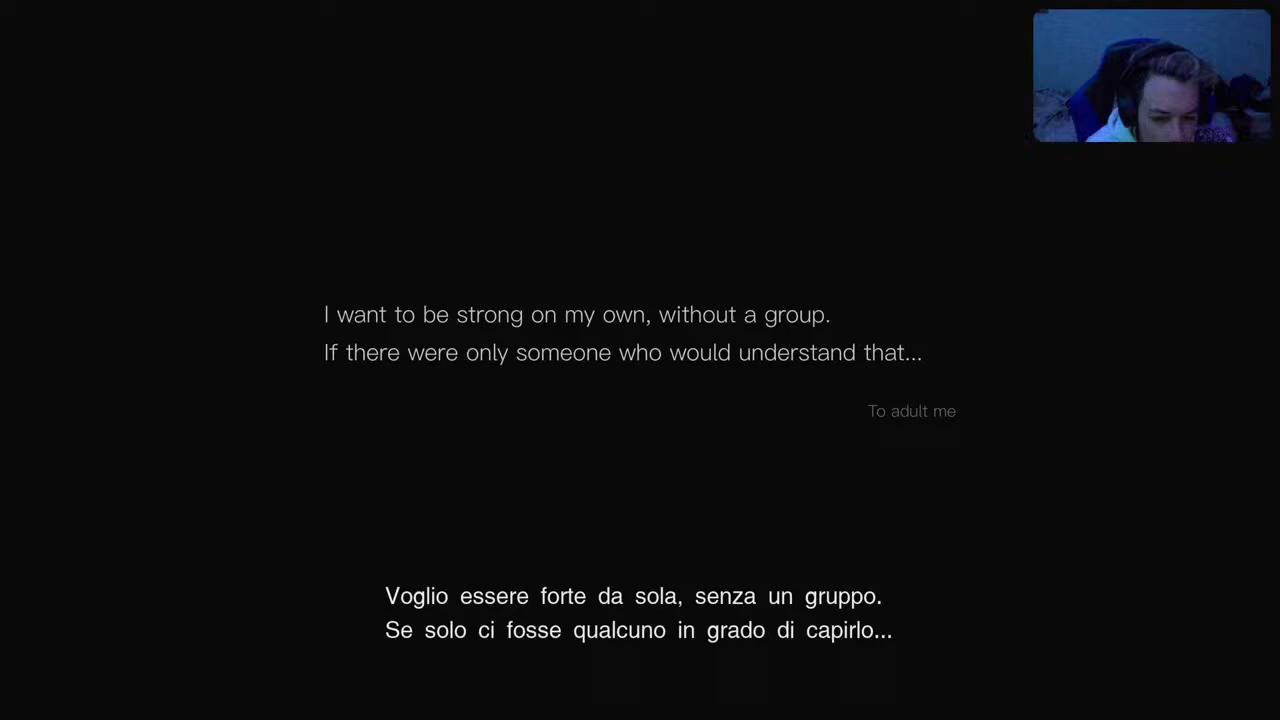 I want to be strong on my own, without a group.
If there were only someone who would understand that...
To adult me
Voglio essere forte da sola, senza un gruppo.
Se solo ci fosse qualcuno in grado di capirlo...